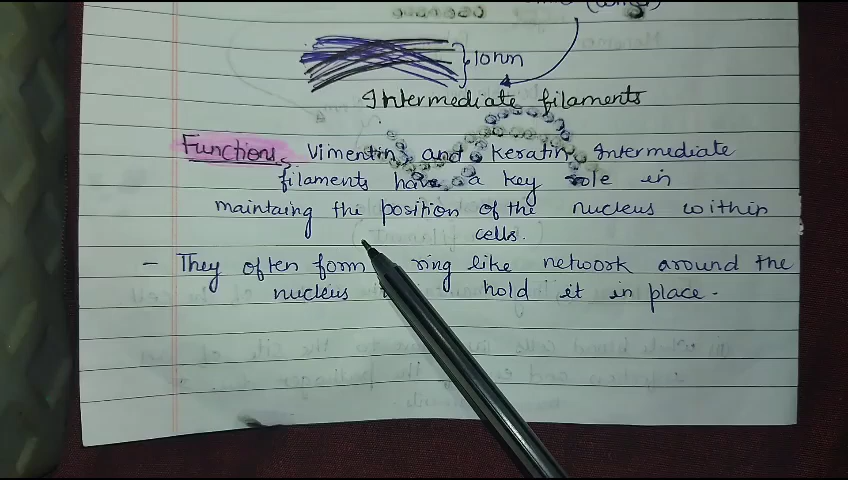 10nm
Intermediate filaments
Functions, Vimentin, and Keratin Intermediate
filaments have a key role in
maintaing the position of the nucleus within
cells.
- They often form ring like network around the
nucleus hold it in place.